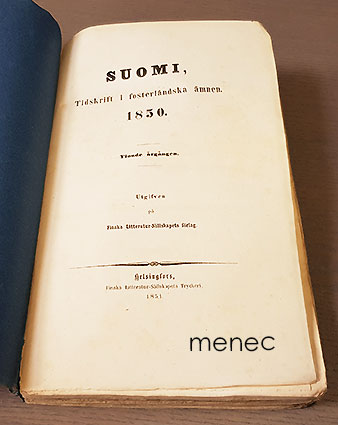 SUOMI,
Tidskrift i fosterländska ämnen.
1850.
Tionde årgången.
Utgifven
på
Finska Litteratur-Sällskapets förlag.
Helsingfors,
Finska Litteratur-Sällskapets Tryckeri.
1851
menec